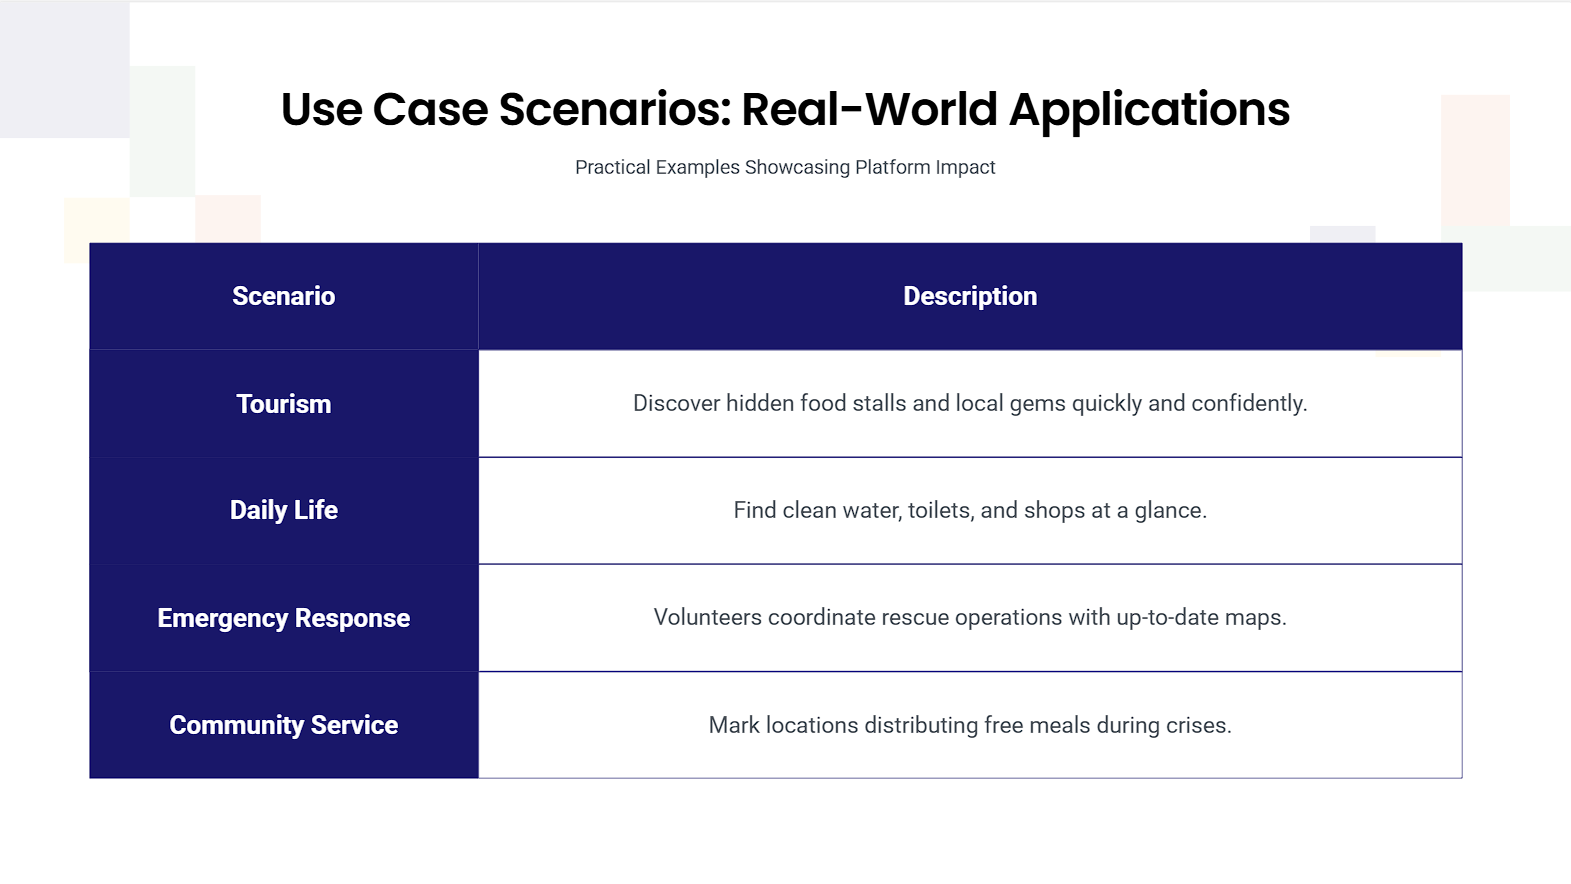 Use Case Scenarios: Real-World Applications
Practical Examples Showcasing Platform Impact
Scenario
Description
Tourism
Discover hidden food stalls and local gems quickly and confidently.
Daily Life
Find clean water, toilets, and shops at a glance.
Emergency Response
Volunteers coordinate rescue operations with up-to-date maps.
Community Service
Mark locations distributing free meals during crises.